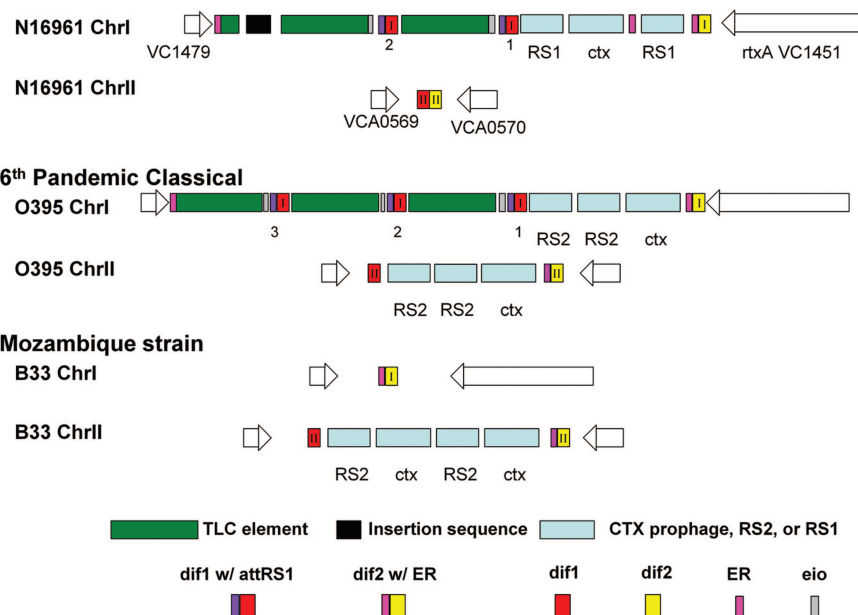 N16961 ChrI
I
I
I
VC1479
2
1
RS1
ctx
RS1
rtxA VC1451
N16961 ChrII
II
II
VCA0569
VCA0570
6th Pandemic Classical
O395 ChrI
I
I
I
I
3
2
1
RS2
RS2
ctx
O395 ChrII
II
II
RS2
RS2
ctx
Mozambique strain
B33 ChrI
I
B33 ChrII
II
II
RS2
ctx
RS2
ctx
TLC element
Insertion sequence
CTX prophage, RS2, or RS1
dif1 w/ attRS1
dif2 w/ ER
dif1
dif2
ER
eio